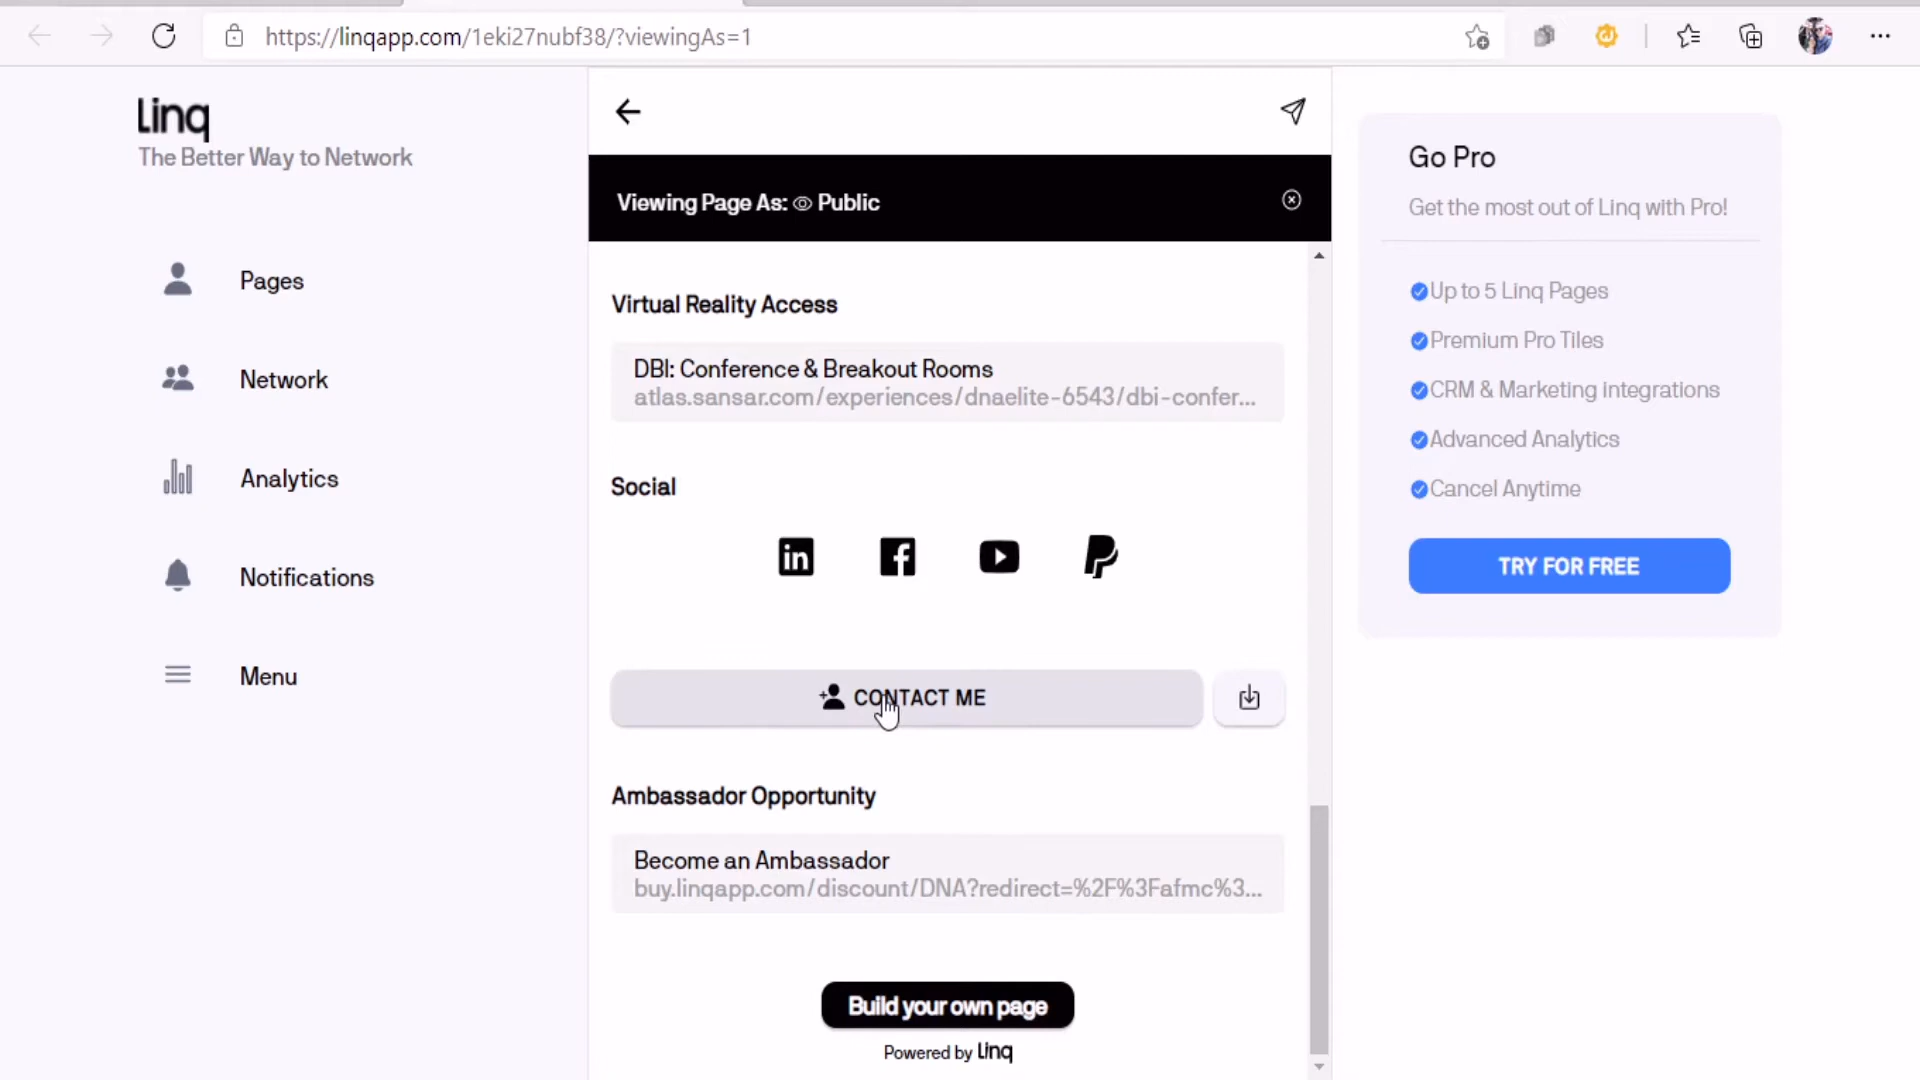 https://linqapp.com/1eki27nubf38/?viewingAs=1
Linq
The Better Way to Network
Pages
Network
Analytics
Notifications
Menu
Viewing Page As: Public
Virtual Reality Access
DBI: Conference & Breakout Rooms
atlas.sansar.com/experiences/dnaelite-6543/dbi-confer...
Social
in
CONTACT ME
Ambassador Opportunity
Become an Ambassador
buy.linqapp.com/discount/DNA?redirect=%2F%3Fafmc%3...
Build your own page
Powered by Linq
Go Pro
Get the most out of Linq with Pro!
Up to 5 Linq Pages
Premium Pro Tiles
CRM & Marketing integrations
Advanced Analytics
Cancel Anytime
TRY FOR FREE